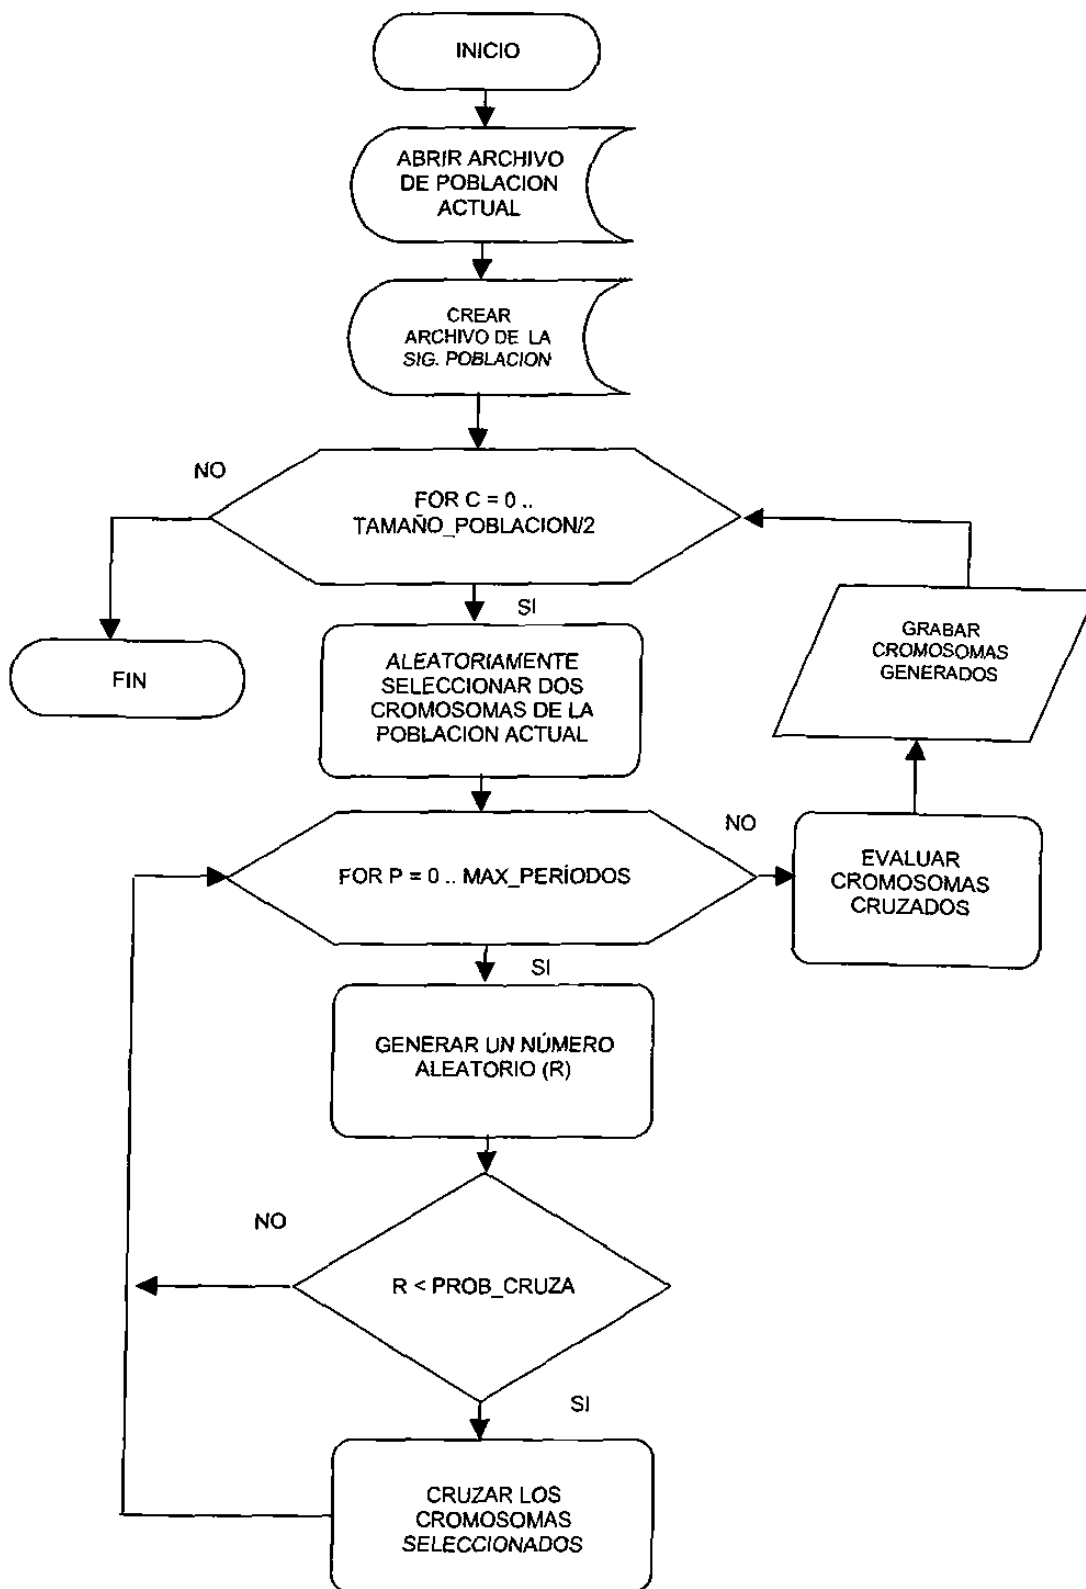 INICIO
ABRIR ARCHIVO
DE POBLACION
ACTUAL
CREAR
ARCHIVO DE LA
SIG. POBLACION
NO
FOR C = 0 ..
TAMAÑO_POBLACION/2
SI
FIN
ALEATORIAMENTE
SELECCIONAR DOS
CROMOSOMAS DE LA
POBLACION ACTUAL
GRABAR
CROMOSOMAS
GENERADOS
FOR P = 0 .. MAX_PERÍODOS
NO
EVALUAR
CROMOSOMAS
CRUZADOS
SI
GENERAR UN NÚMERO
ALEATORIO (R)
NO
R < PROB_CRUZA
SI
CRUZAR LOS
CROMOSOMAS
SELECCIONADOS